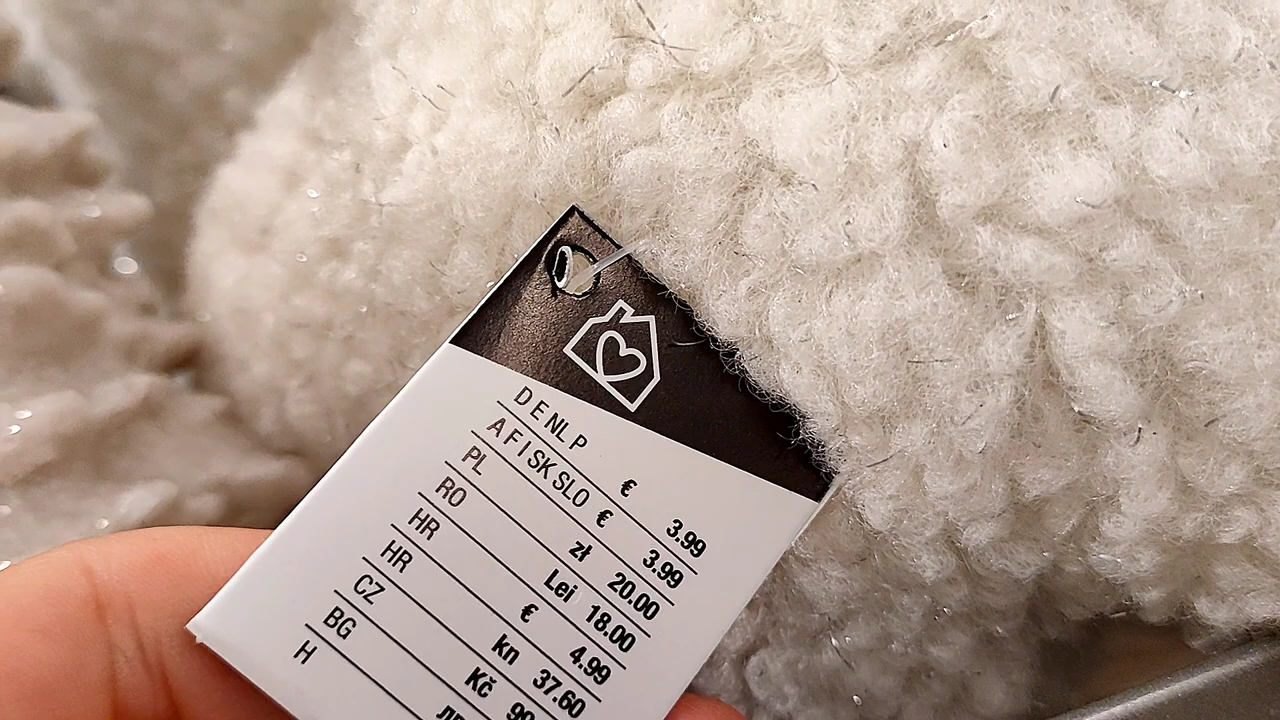 D E NL P € 3.99
A F I SK SLO € 3.99
PL zł 20.00
RO Lei 18.00
HR € 4.99
HR kn 37.60
CZ Kč
BG
H